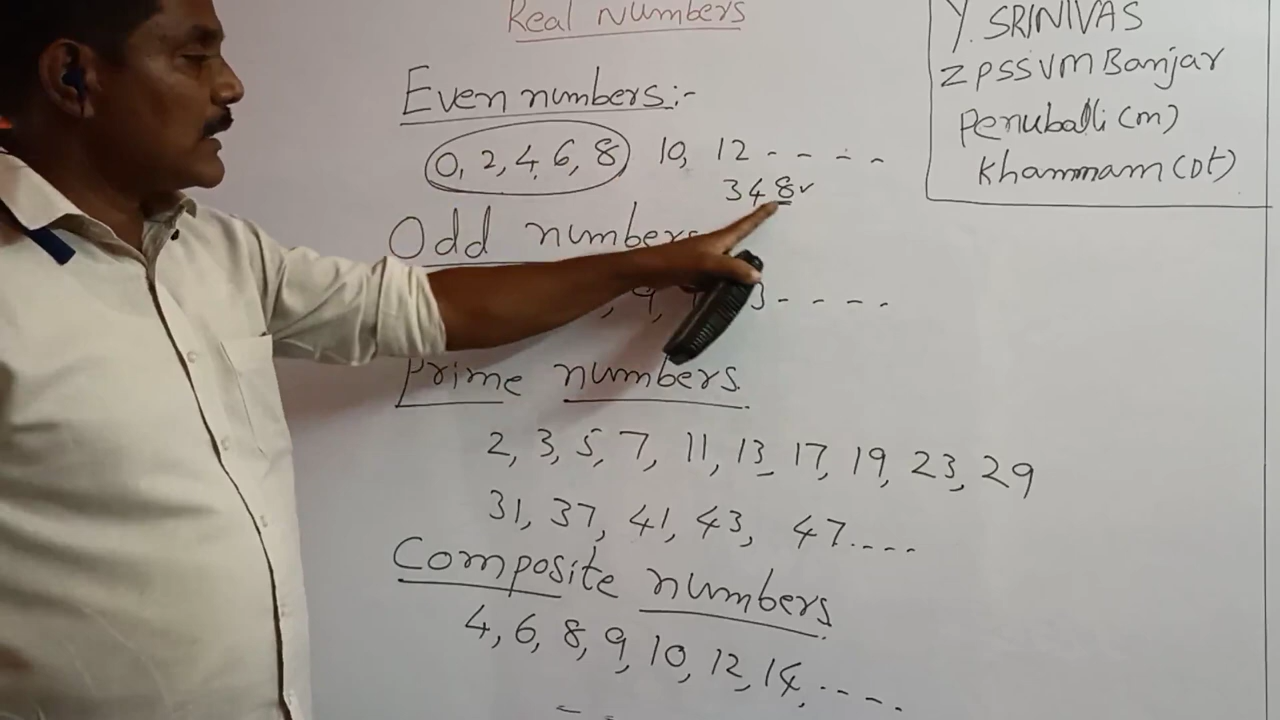 Real numbers
Even numbers:-
0, 2, 4, 6, 8 10, 12 - - - -
348✓
Odd numbers
, 9, 3 - - - -
Prime numbers
2, 3, 5, 7, 11, 13, 17, 19, 23, 29
31, 37, 41, 43, 47....
Composite numbers
4, 6, 8, 9, 10, 12, 14, ....
Y. SRINIVAS
ZPSSVM Banjar
Penuballi (m)
Khammam (Dt)